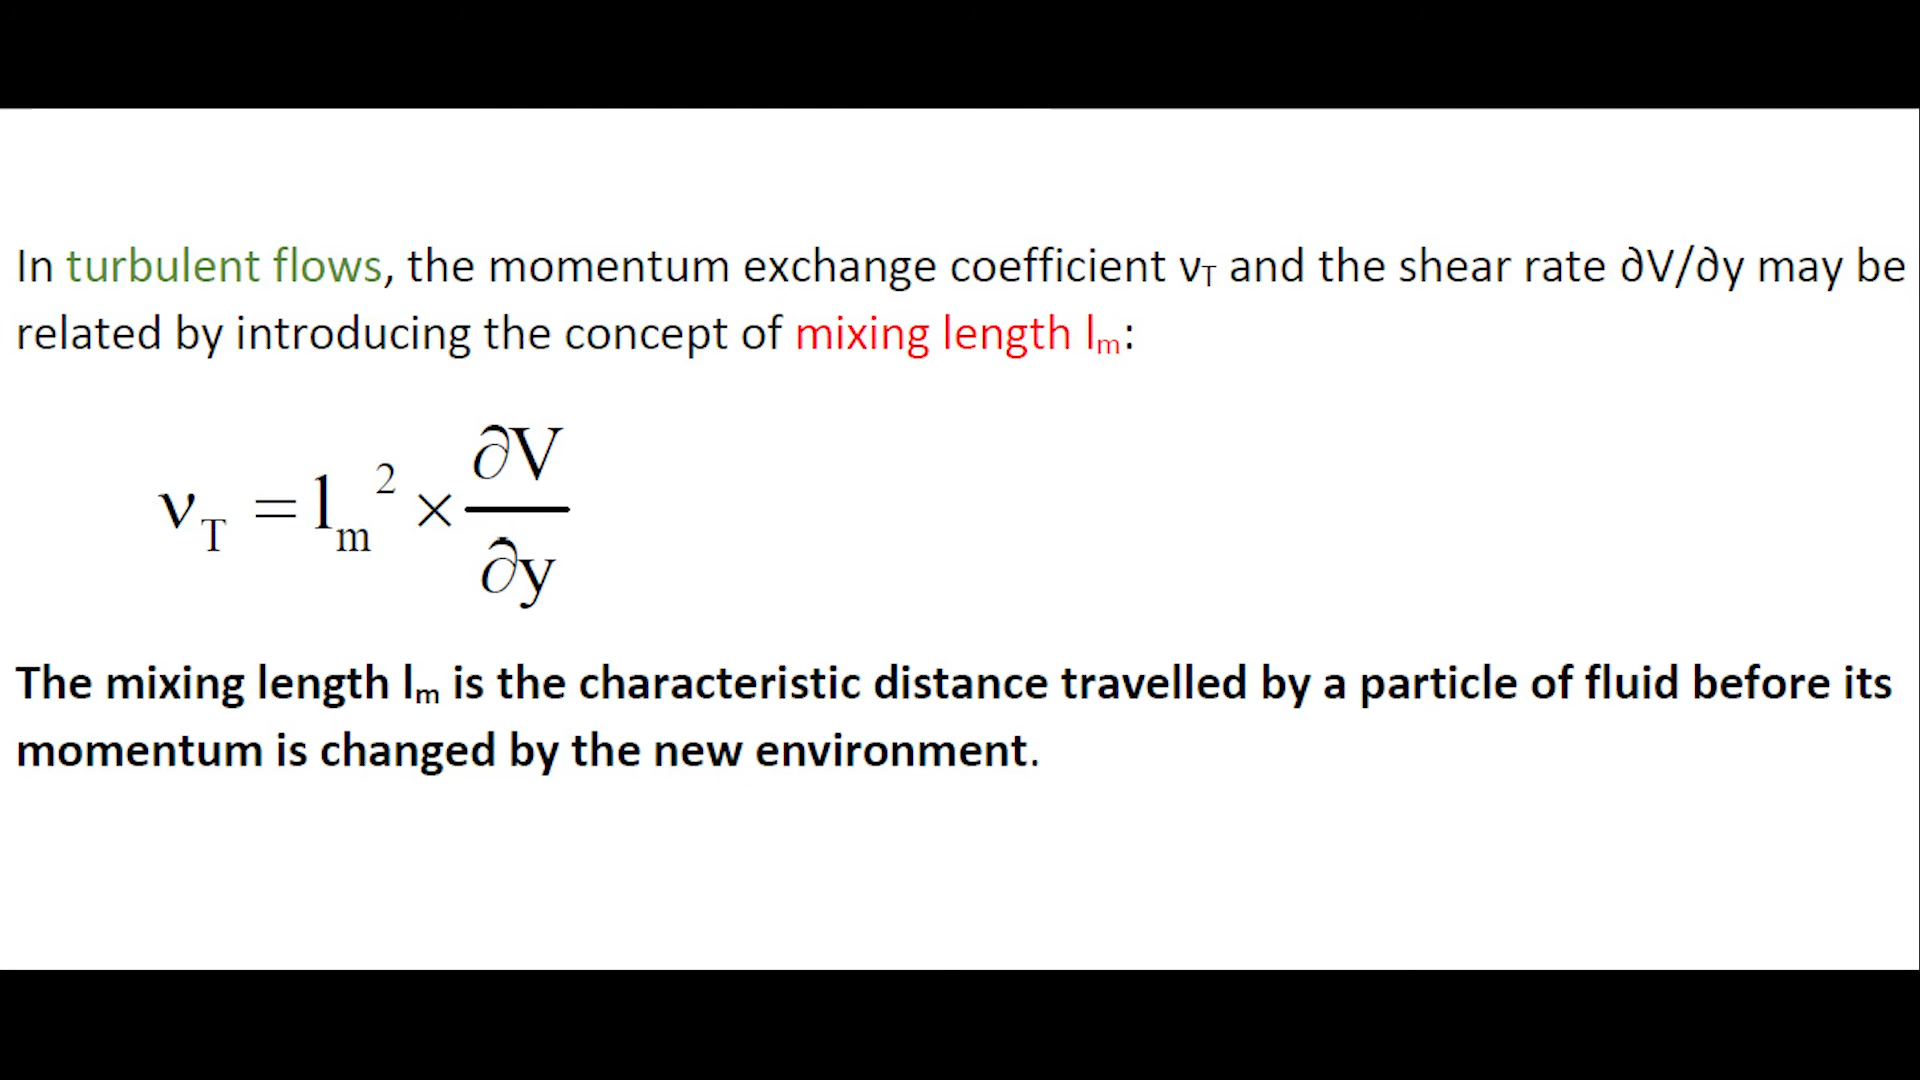 In turbulent flows, the momentum exchange coefficient νT and the shear rate ∂V/∂y may be
related by introducing the concept of mixing length lm:
νT = lm² × ∂V/∂y
The mixing length lm is the characteristic distance travelled by a particle of fluid before its
momentum is changed by the new environment.